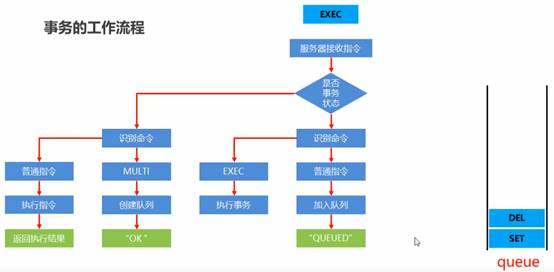 事务的工作流程
EXEC
服务器接收指令
是否
事务
状态
识别命令
识别命令
普通指令
MULTI
EXEC
普通指令
执行指令
创建队列
执行事务
加入队列
返回执行结果
“OK”
“QUEUED”
DEL
SET
queue